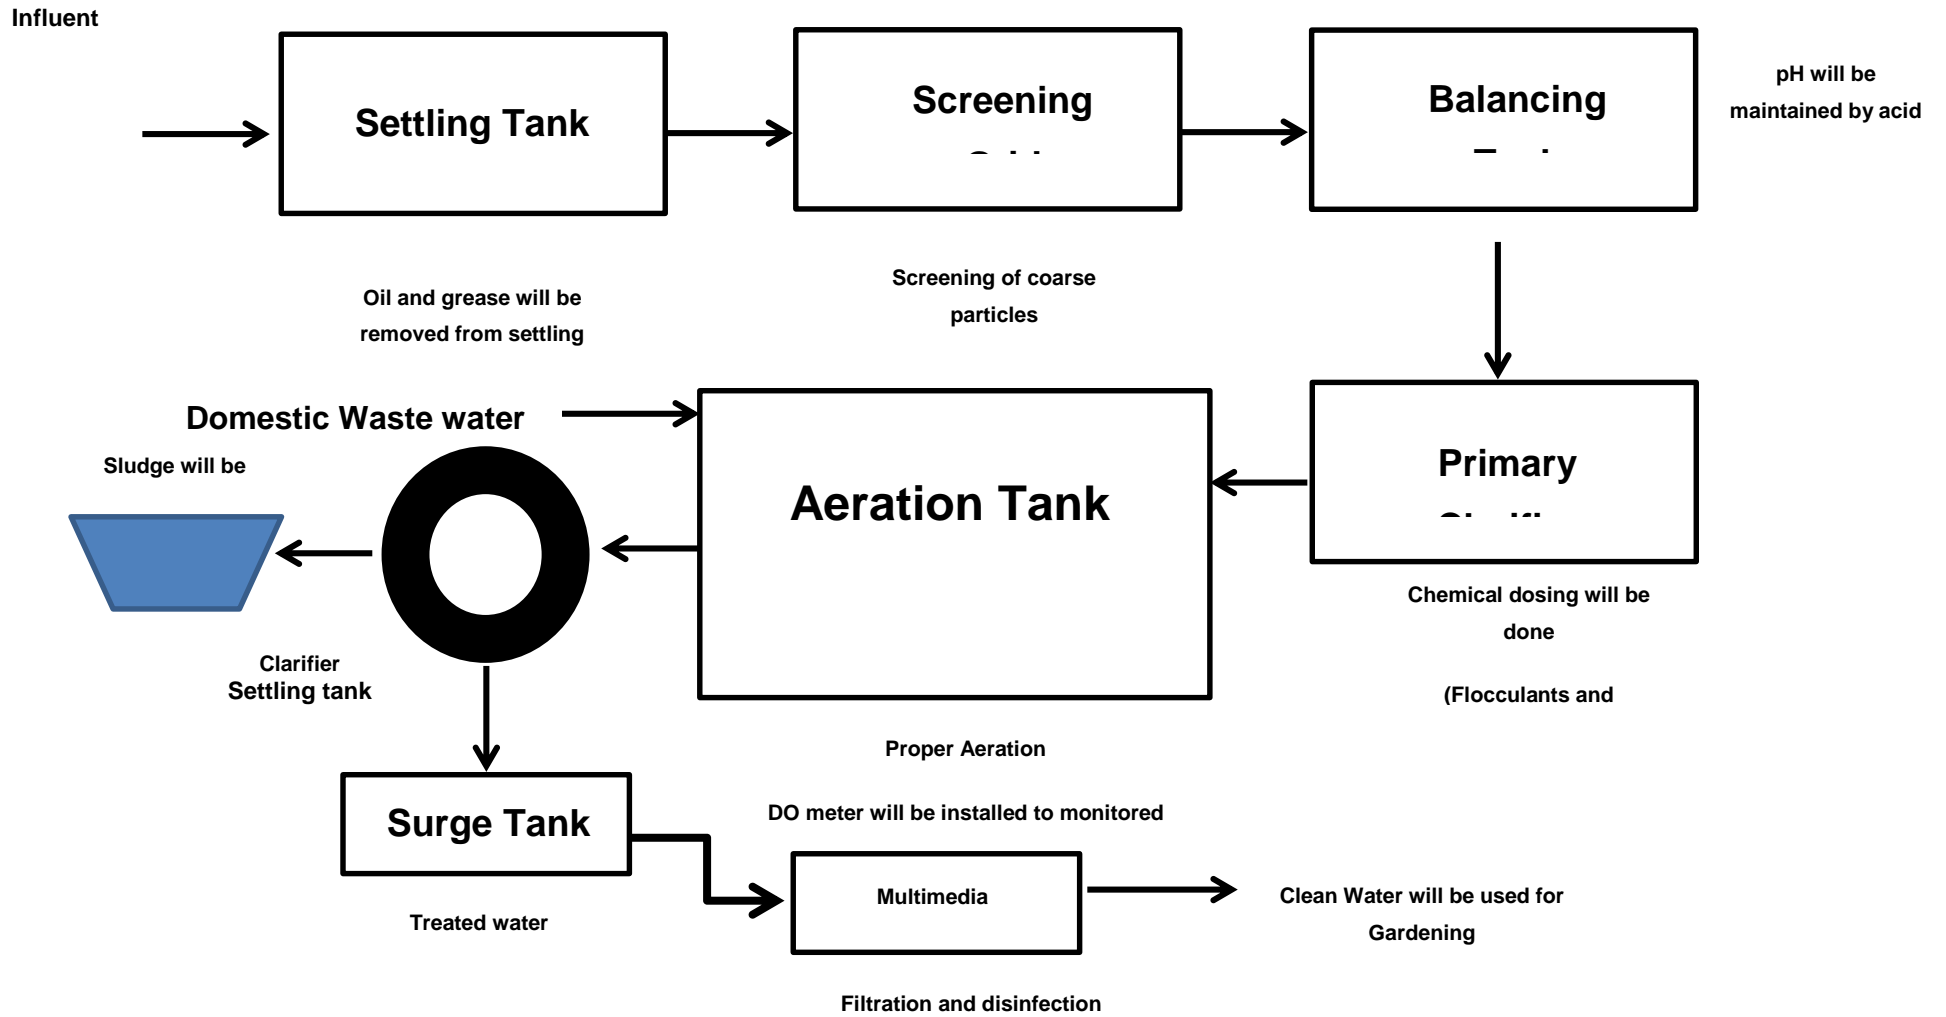 Influent
Settling Tank
Screening
Balancing
pH will be
maintained by acid
Oil and grease will be
removed from settling
Screening of coarse
particles
Domestic Waste water
Sludge will be
Aeration Tank
Primary
Chemical dosing will be
done
(Flocculants and
Clarifier
Settling tank
Proper Aeration
DO meter will be installed to monitored
Surge Tank
Treated water
Multimedia
Clean Water will be used for
Gardening
Filtration and disinfection